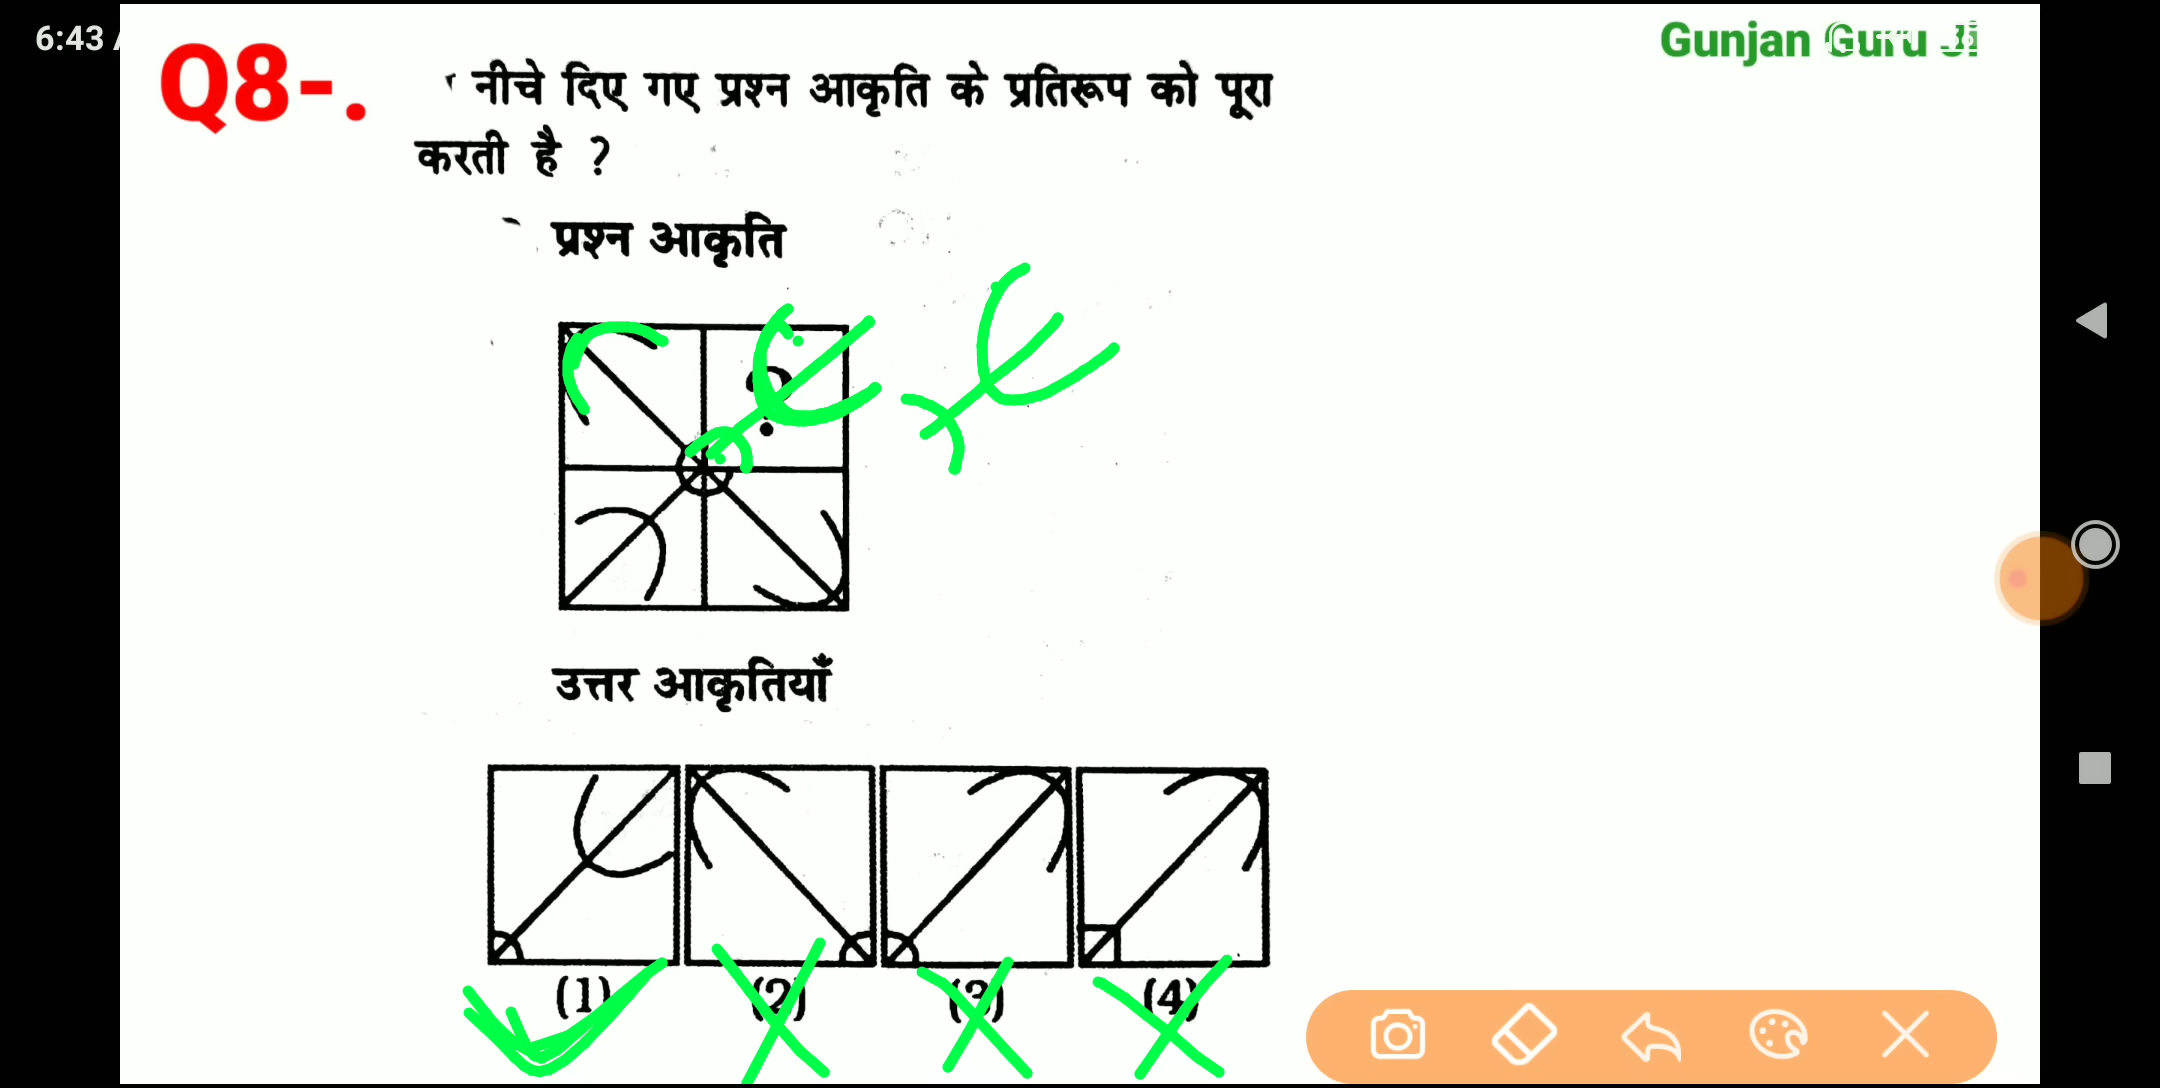 6:43
Gunjan Guru Ji
Q8-. नीचे दिए गए प्रश्न आकृति के प्रतिरूप को पूरा
करती है ?
प्रश्न आकृति
?
उत्तर आकृतियाँ
(1) (2) (3) (4)